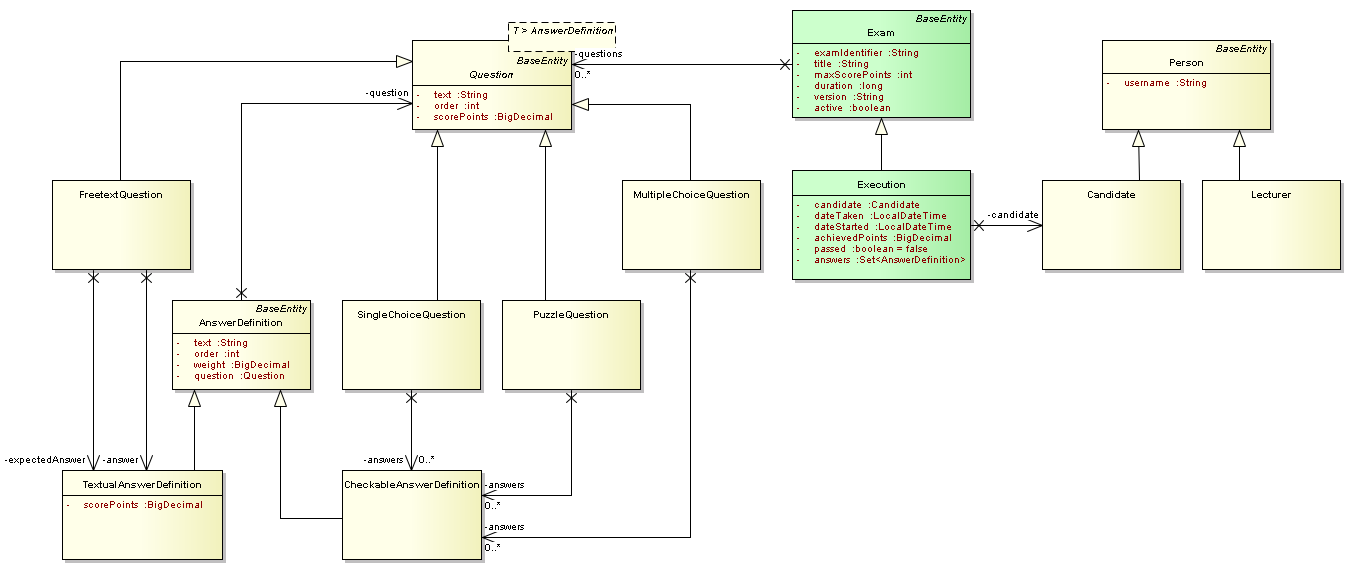 T > AnswerDefinition
BaseEntity
Question
- text :String
- order :int
- scorePoints :BigDecimal
-questions
0..*
BaseEntity
Exam
- examIdentifier :String
- title :String
- maxScorePoints :int
- duration :long
- version :String
- active :boolean
BaseEntity
Person
- username :String
-question
FreetextQuestion
MultipleChoiceQuestion
Execution
- candidate :Candidate
- dateTaken :LocalDateTime
- dateStarted :LocalDateTime
- achievedPoints :BigDecimal
- passed :boolean = false
- answers :Set<AnswerDefinition>
-candidate
Candidate
Lecturer
BaseEntity
AnswerDefinition
- text :String
- order :int
- weight :BigDecimal
- question :Question
SingleChoiceQuestion
PuzzleQuestion
-expectedAnswer
-answer
-answers
0..*
TextualAnswerDefinition
- scorePoints :BigDecimal
CheckableAnswerDefinition
-answers
0..*
-answers
0..*